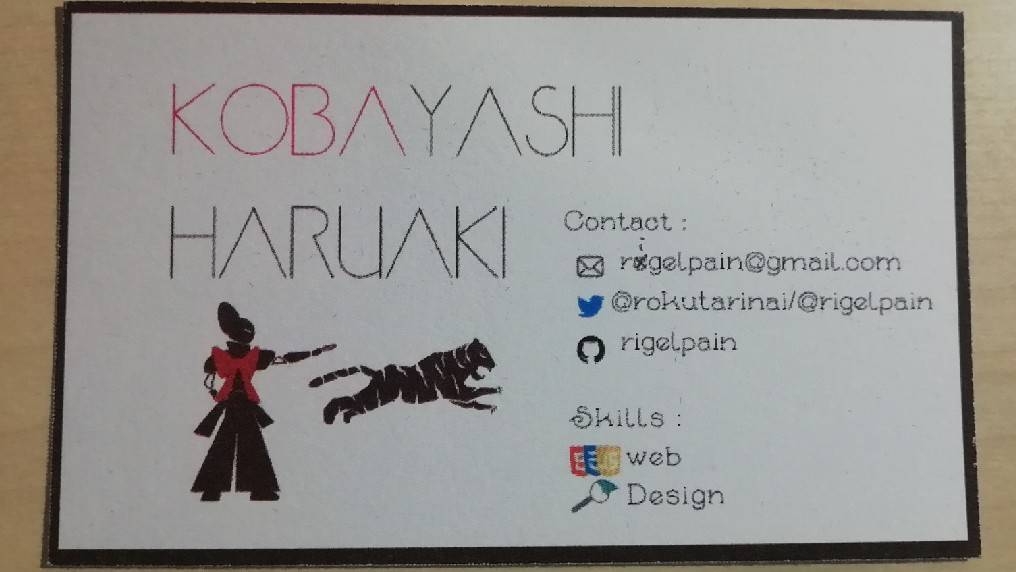 KOBAYASHI
HARUAKI
Contact :
rigelpain@gmail.com
@rokutarinai/@rigelpain
rigelpain
Skills :
web
Design